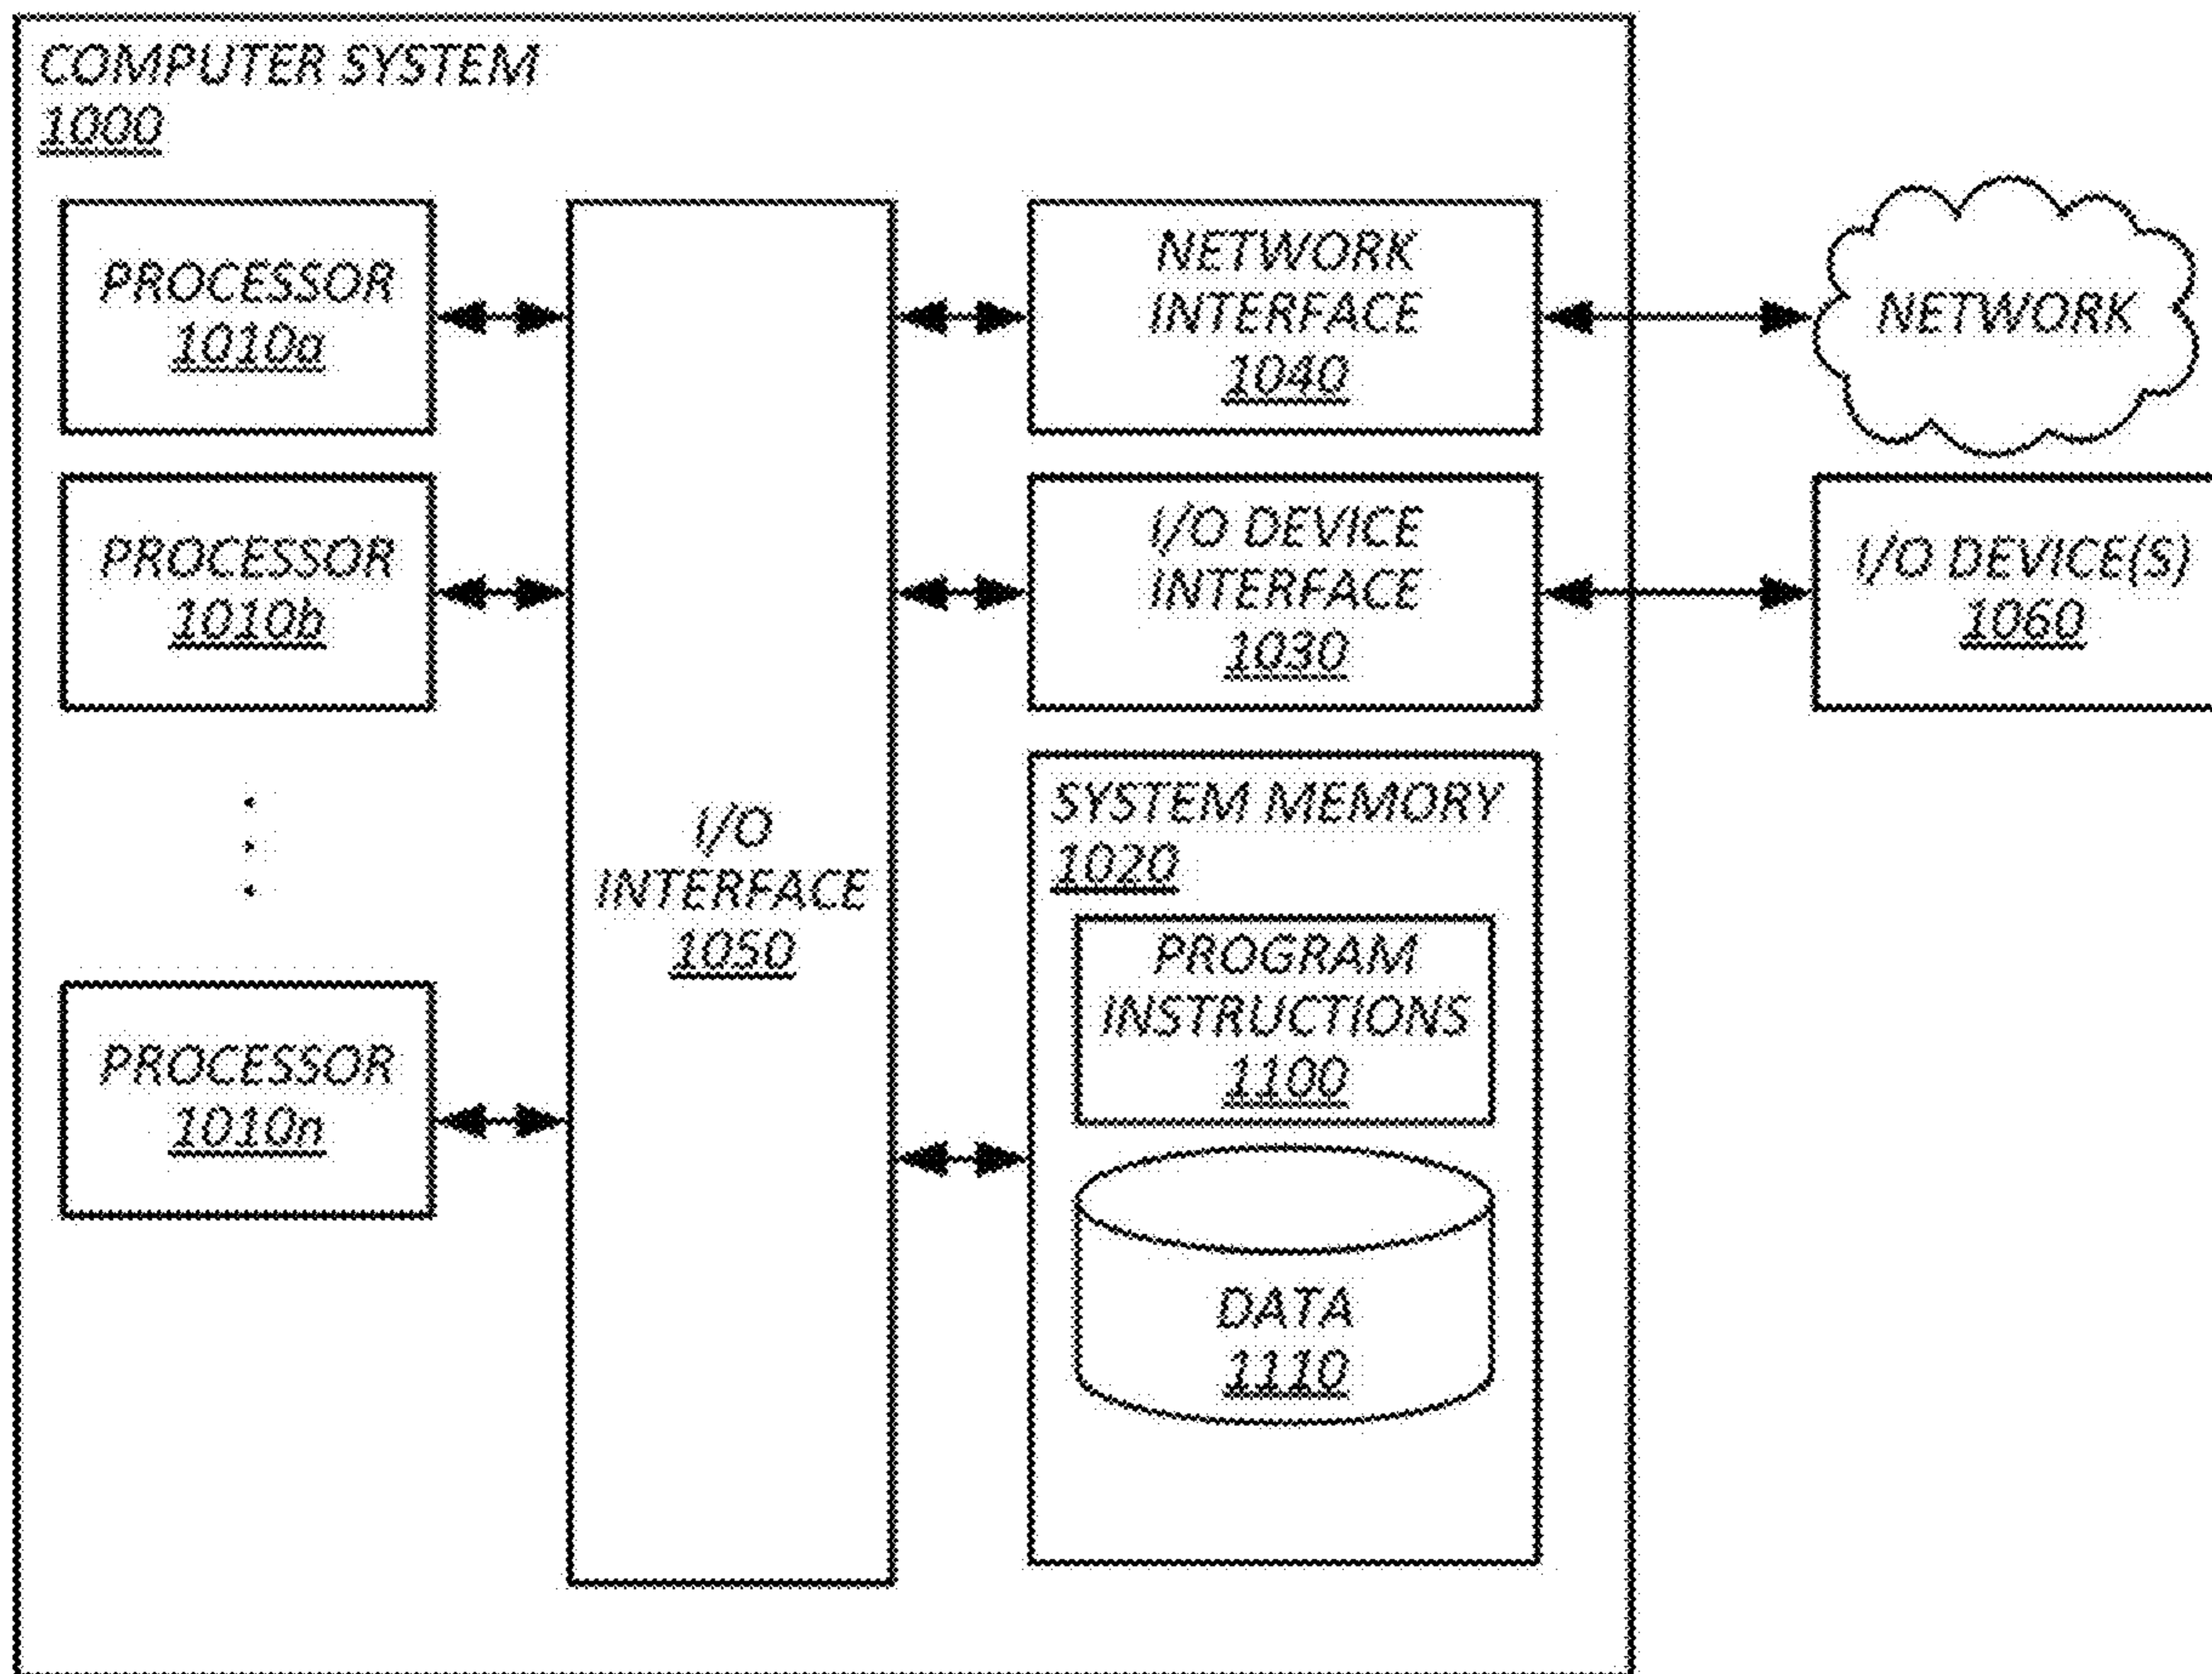 COMPUTER SYSTEM
1000
PROCESSOR
1010a
PROCESSOR
1010b
PROCESSOR
1010n
I/O
INTERFACE
1050
NETWORK
INTERFACE
1040
I/O DEVICE
INTERFACE
1030
SYSTEM MEMORY
1020
PROGRAM
INSTRUCTIONS
1100
DATA
1110
NETWORK
I/O DEVICE(S)
1060